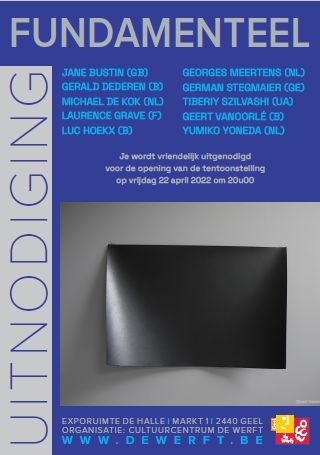 FUNDAMENTEEL
UITNODIGING
JANE BUSTIN (GB)
GERALD DEDEREN (B)
MICHAEL DE KOK (NL)
LAURENCE GRAVE (F)
LUC HOEKX (B)
GEORGES MEERTENS (NL)
GERMAN STEGMAIER (GE)
TIBERIY SZILVASHI (UA)
GEERT VANOORLÉ (B)
YUMIKO YONEDA (NL)
Je wordt vriendelijk uitgenodigd
voor de opening van de tentoonstelling
op vrijdag 22 april 2022 om 20u00
EXPORUIMTE DE HALLE I MARKT 1 I 2440 GEEL
ORGANISATIE: CULTUURCENTRUM DE WERFT
WWW.DEWERFT.BE